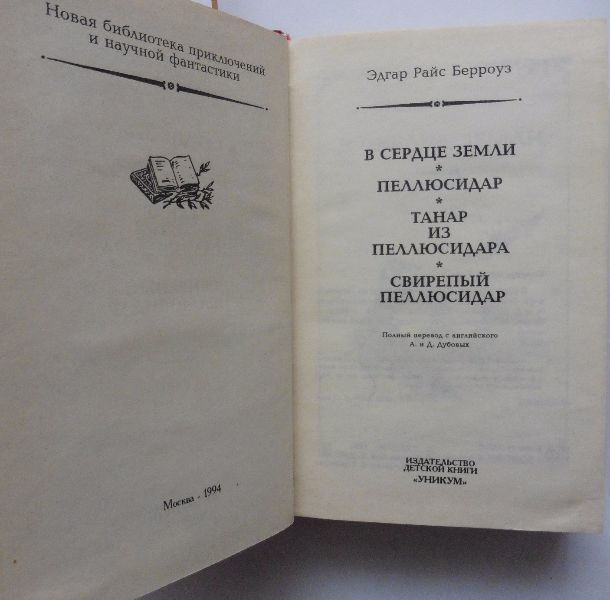 Новая библиотека приключений
и научной фантастики
Москва - 1994
Эдгар Райс Берроуз
В СЕРДЦЕ ЗЕМЛИ
*
ПЕЛЛЮСИДАР
*
ТАНАР
ИЗ
ПЕЛЛЮСИДАРА
*
СВИРЕПЫЙ
ПЕЛЛЮСИДАР
Полный перевод с английского
А. и Д. Дубовых
ИЗДАТЕЛЬСТВО
ДЕТСКОЙ КНИГИ
«УНИКУМ»